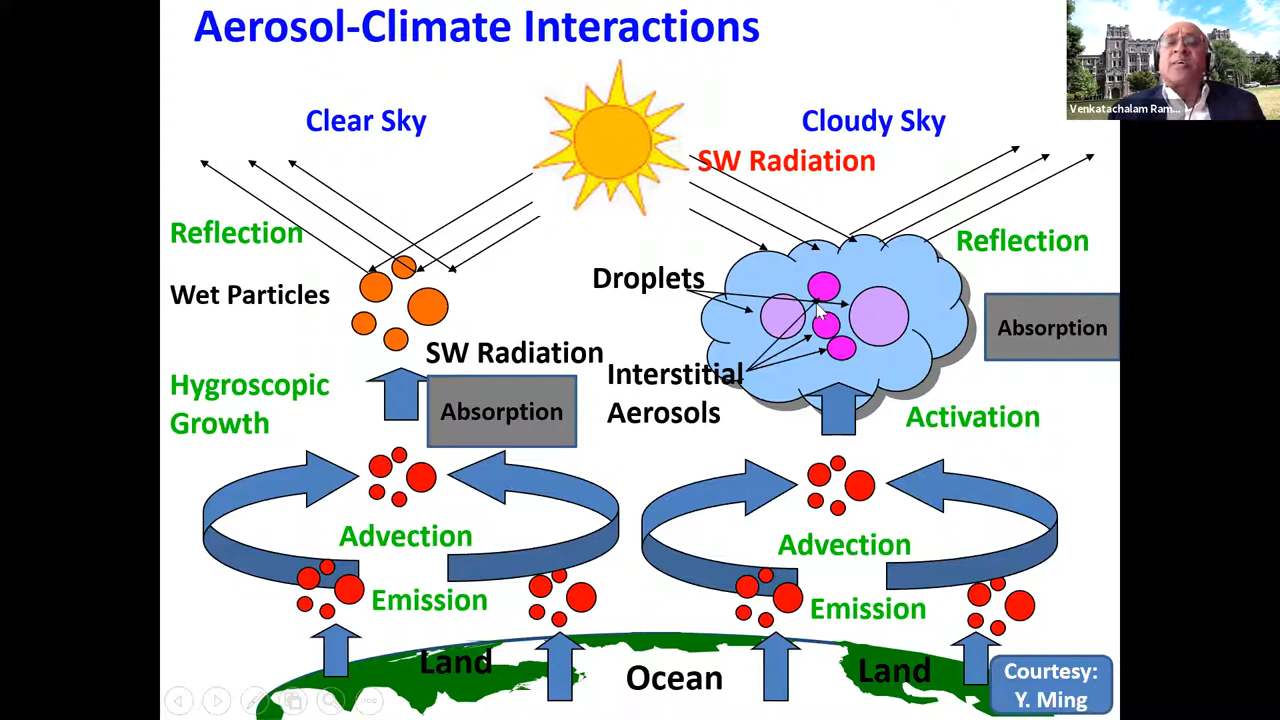 Aerosol-Climate Interactions
Venkatachalam Ram...
Clear Sky
Cloudy Sky
SW Radiation
Reflection
Reflection
Wet Particles
Droplets
Absorption
SW Radiation
Interstitial
Aerosols
Hygroscopic
Growth
Absorption
Activation
Advection
Advection
Emission
Emission
Land
Ocean
Land
Courtesy:
Y. Ming